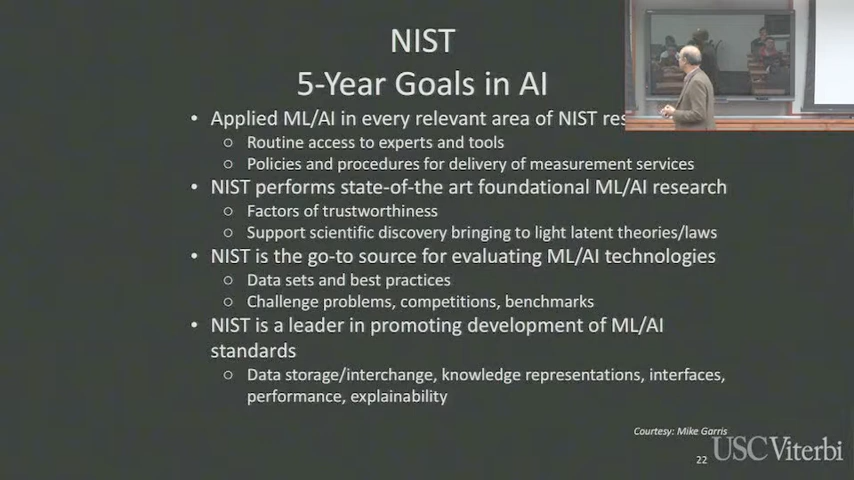 NIST
5-Year Goals in AI
• Applied ML/AI in every relevant area of NIST
○ Routine access to experts and tools
○ Policies and procedures for delivery of measurement services
• NIST performs state-of-the art foundational ML/AI research
○ Factors of trustworthiness
○ Support scientific discovery bringing to light latent theories/laws
• NIST is the go-to source for evaluating ML/AI technologies
○ Data sets and best practices
○ Challenge problems, competitions, benchmarks
• NIST is a leader in promoting development of ML/AI
standards
○ Data storage/interchange, knowledge representations, interfaces,
performance, explainability
Courtesy: Mike Garris
22
USC Viterbi